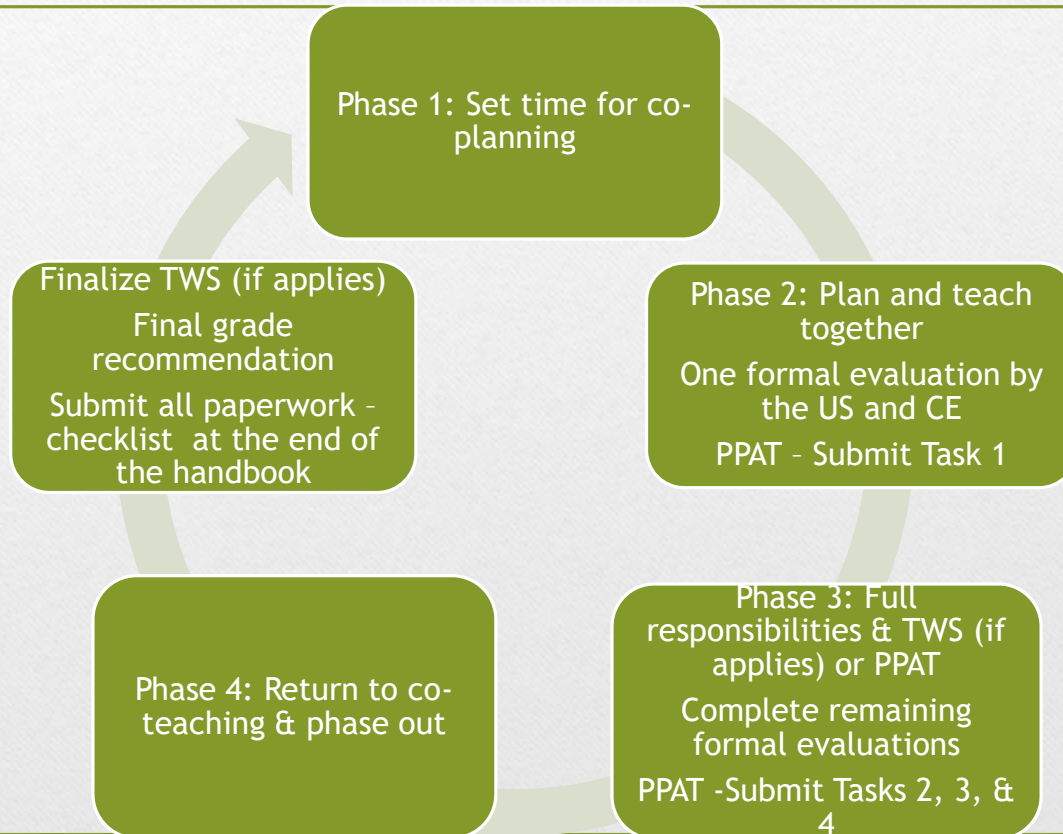 Phase 1: Set time for co-
planning
Phase 2: Plan and teach
together
One formal evaluation by
the US and CE
PPAT – Submit Task 1
Phase 3: Full
responsibilities & TWS (if
applies) or PPAT
Complete remaining
formal evaluations
PPAT -Submit Tasks 2, 3, &
4
Phase 4: Return to co-
teaching & phase out
Finalize TWS (if applies)
Final grade
recommendation
Submit all paperwork –
checklist  at the end of
the handbook